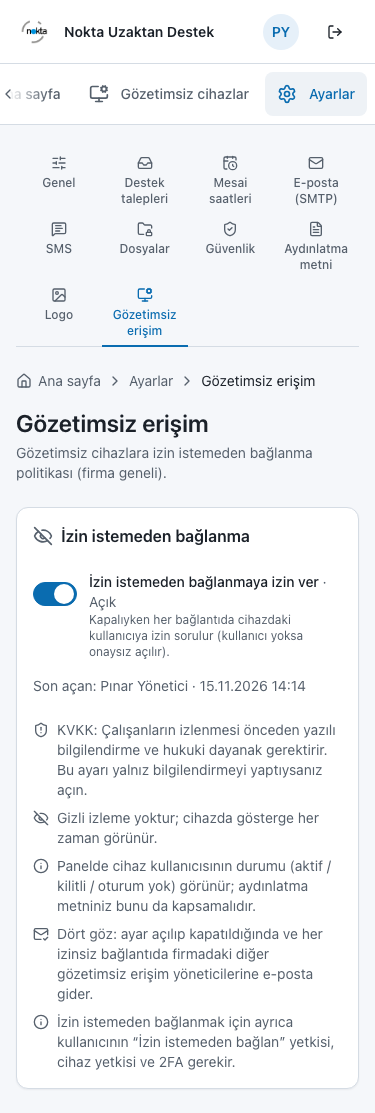 nokta
Nokta Uzaktan Destek
PY
a sayfa
Gözetimsiz cihazlar
Ayarlar
Genel
Destek
talepleri
Mesai
saatleri
E-posta
(SMTP)
SMS
Dosyalar
Güvenlik
Aydınlatma
metni
Logo
Gözetimsiz
erişim
Ana sayfa
Ayarlar
Gözetimsiz erişim
Gözetimsiz erişim
Gözetimsiz cihazlara izin istemeden bağlanma
politikası (firma geneli).
İzin istemeden bağlanma
İzin istemeden bağlanmaya izin ver ·
Açık
Kapalıyken her bağlantıda cihazdaki
kullanıcıya izin sorulur (kullanıcı yoksa
onaysız açılır).
Son açan: Pınar Yönetici · 15.11.2026 14:14
KVKK: Çalışanların izlenmesi önceden yazılı
bilgilendirme ve hukuki dayanak gerektirir.
Bu ayarı yalnız bilgilendirmeyi yaptıysanız
açın.
Gizli izleme yoktur; cihazda gösterge her
zaman görünür.
Panelde cihaz kullanıcısının durumu (aktif /
kilitli / oturum yok) görünür; aydınlatma
metniniz bunu da kapsamalıdır.
Dört göz: ayar açılıp kapatıldığında ve her
izinsiz bağlantıda firmadaki diğer
gözetimsiz erişim yöneticilerine e-posta
gider.
İzin istemeden bağlanmak için ayrıca
kullanıcının “İzin istemeden bağlan” yetkisi,
cihaz yetkisi ve 2FA gerekir.